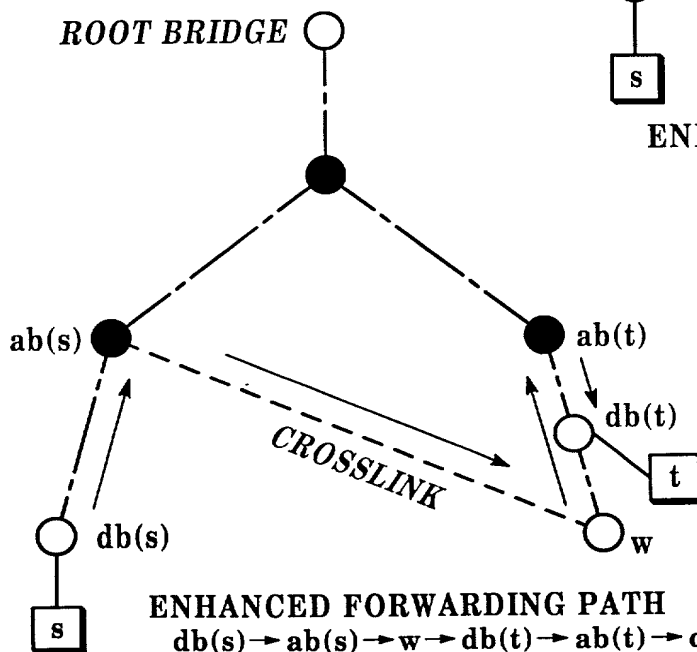 ROOT BRIDGE
s
ab(s)
ab(t)
db(t)
CROSSLINK
t
db(s)
w
s
ENHANCED FORWARDING PATH
db(s)→ab(s)→w→db(t)→ab(t)→